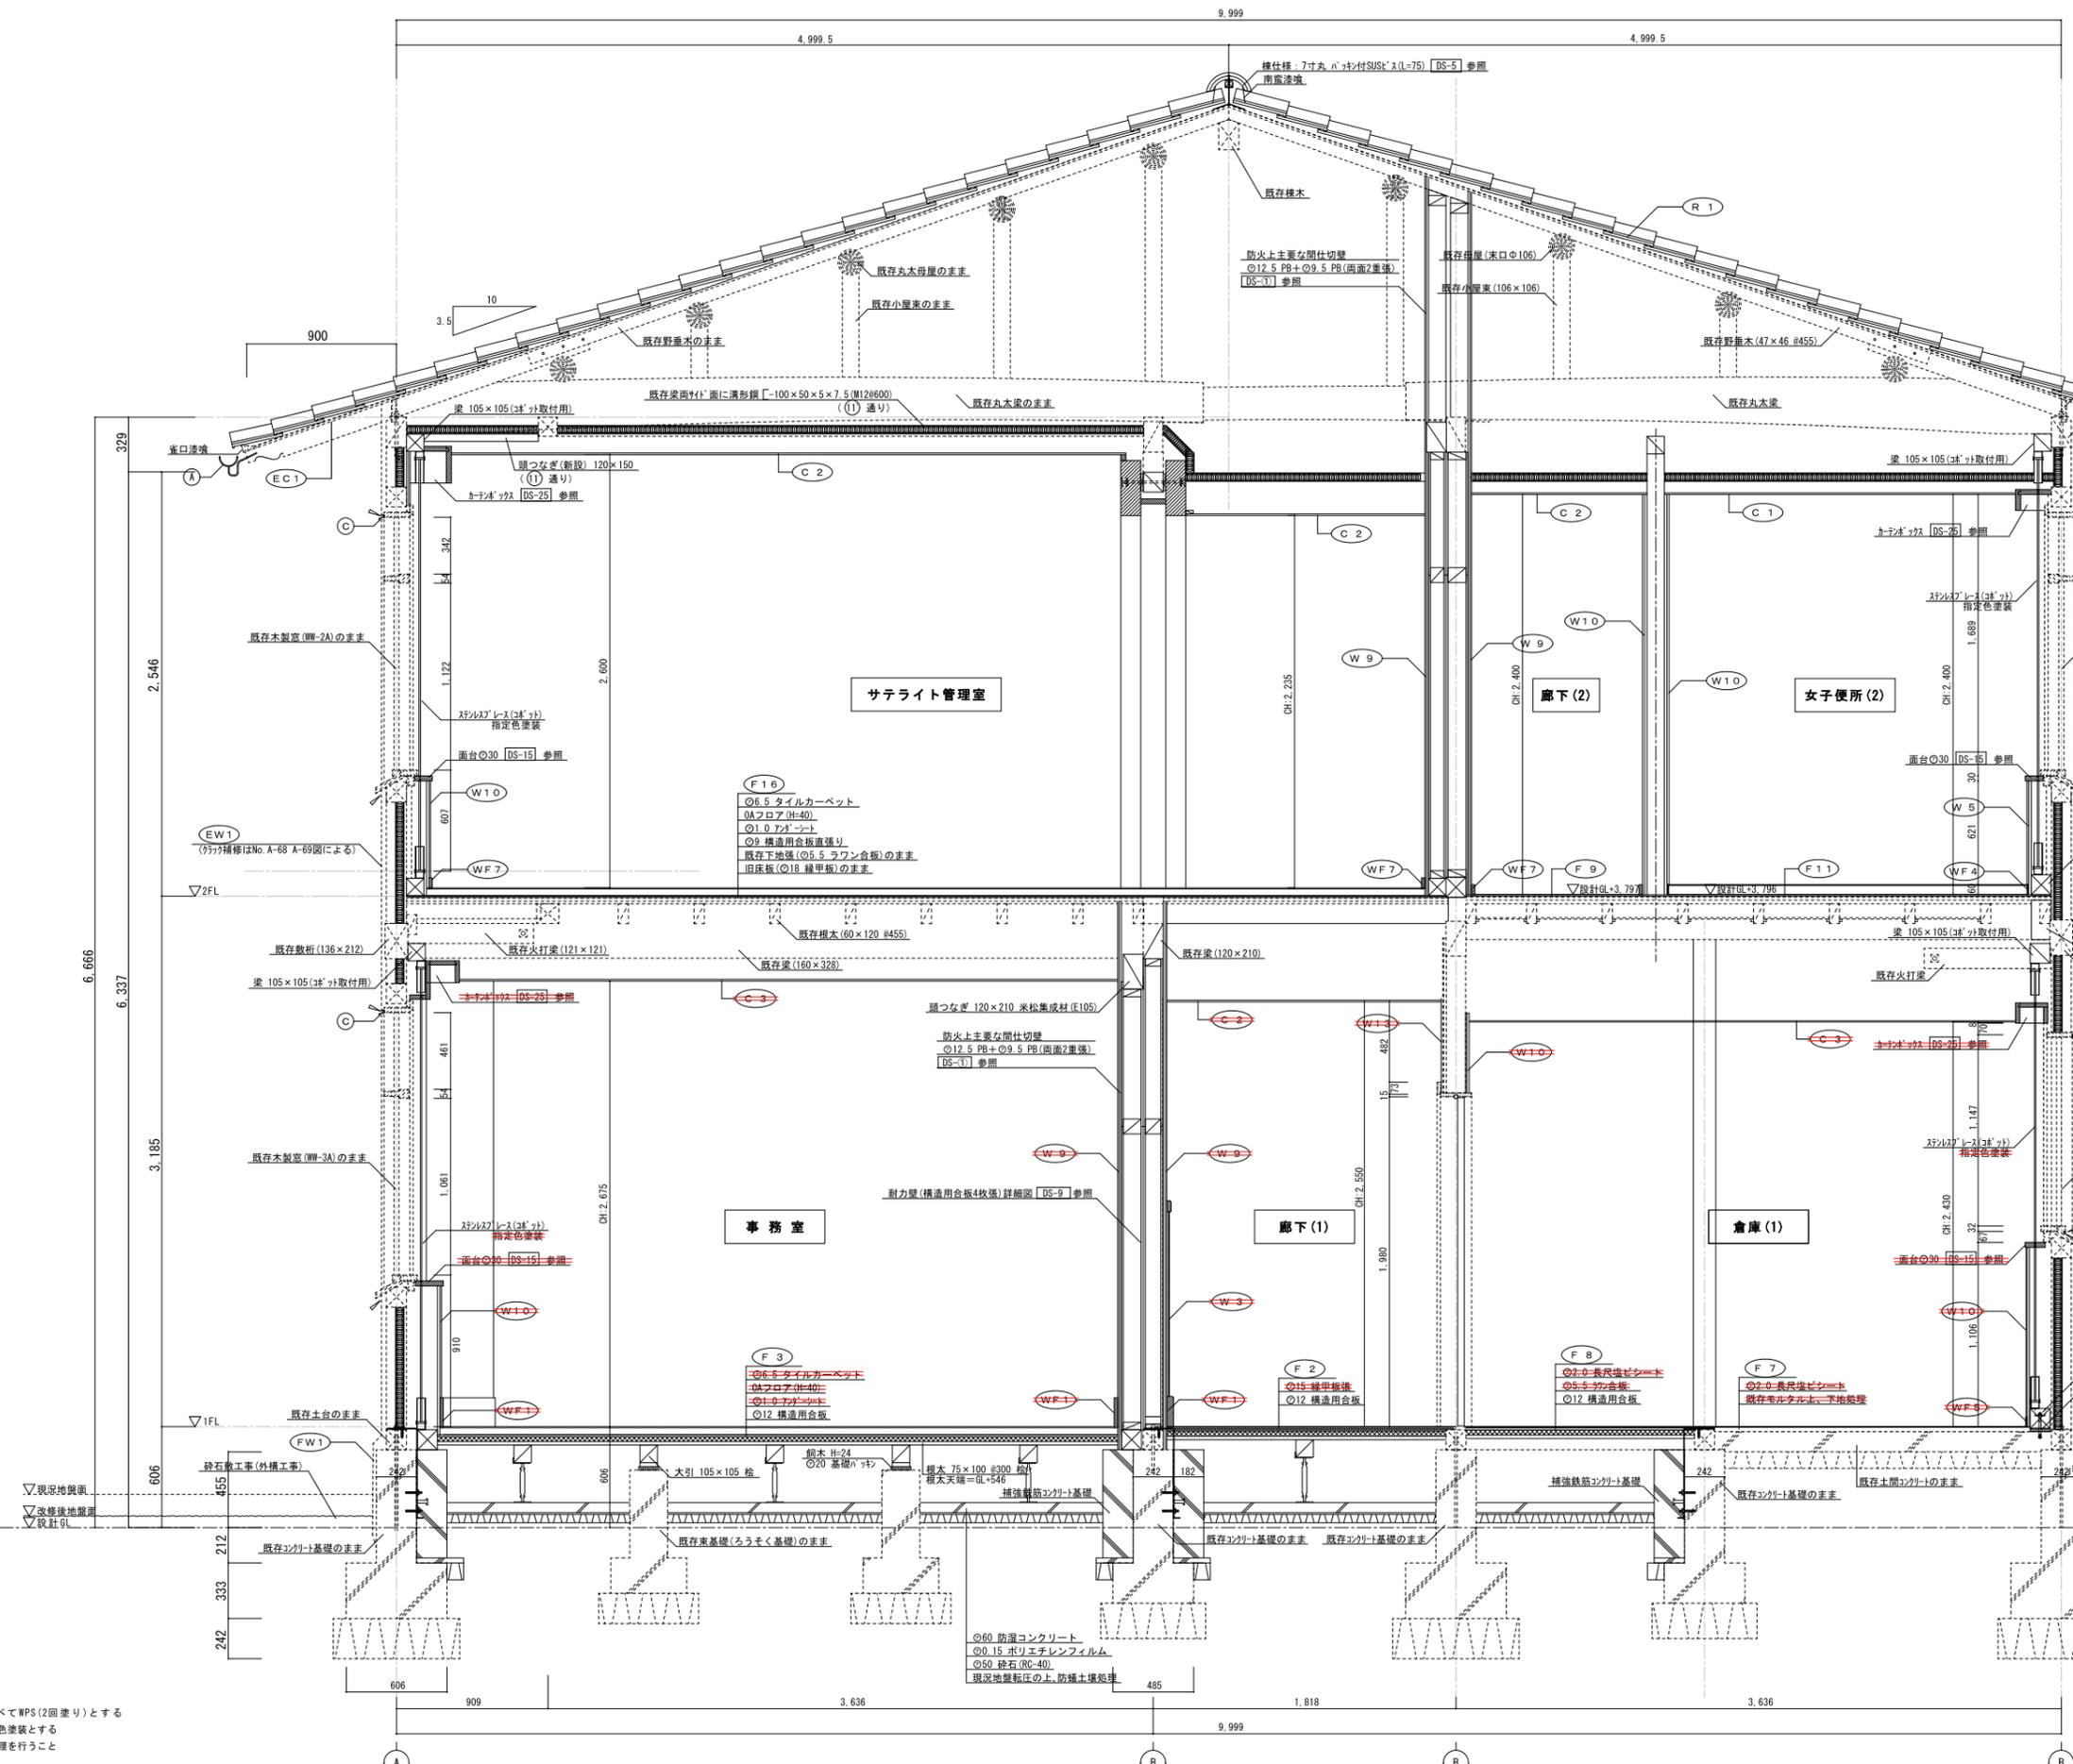 9,999
4,999.5
4,999.5
棟仕様：7寸丸 ﾊﾟｯｷﾝ付SUSﾋﾞｽ(L=75) DS-5 参照
南蛮漆喰
既存棟木
R 1
防火上主要な間仕切壁
⑦12.5 PB＋⑦9.5 PB(両面2重張)
DS-① 参照
既存母屋(末口Φ106)
既存小屋束(106×106)
既存丸太母屋のまま
既存小屋束のまま
10
3.5
既存野垂木のまま
既存野垂木(47×46 @455)
900
既存梁両ｻｲﾄﾞ面に溝形鋼［-100×50×5×7.5(M12@600)
(⑪ 通り)
既存丸太梁のまま
既存丸太梁
梁 105×105(ｺﾎﾞｯﾄ取付用)
329
雀口漆喰
A
EC1
頭つなぎ(新設) 120×150
(⑪ 通り)
C 2
ｶｰﾃﾝﾎﾞｯｸｽ DS-25 参照
梁 105×105(ｺﾎﾞｯﾄ取付用)
C
C 2
C 2
C 1
ｶｰﾃﾝﾎﾞｯｸｽ DS-25 参照
342
54
既存木製窓(WW-2A)のまま
1,122
2,600
2,546
ｽﾃﾝﾚｽﾌﾞﾚｰｽ(ｺﾎﾞｯﾄ)
指定色塗装
サテライト管理室
CH:2,235
W 9
W 9
W10
W10
CH:2,400
廊下(2)
女子便所(2)
CH:2,400
1,689
ｽﾃﾝﾚｽﾌﾞﾚｰｽ(ｺﾎﾞｯﾄ)
指定色塗装
面台⑦30 DS-15 参照
W10
607
F16
⑦6.5 タイルカーペット
OAフロア(H=40)
⑦1.0 ｱﾝﾀﾞｰｼｰﾄ
⑦9 構造用合板直張り
既存下地張(⑦5.5 ラワン合板)のまま
旧床板(⑦18 縁甲板)のまま
面台⑦30 DS-15 参照
30
W 5
621
EW1
(ｸﾗｯｸ補修はNo.A-68 A-69図による)
WF7
WF7
WF7
F 9
F11
WF4
60
▽2FL
▽設計GL+3,797
▽設計GL+3,796
既存敷桁(136×212)
既存火打梁(121×121)
既存根太(60×120 @455)
既存梁(160×328)
既存梁(120×210)
梁 105×105(ｺﾎﾞｯﾄ取付用)
既存火打梁
6,666
6,337
梁 105×105(ｺﾎﾞｯﾄ取付用)
ｶｰﾃﾝﾎﾞｯｸｽ DS-25 参照
C 3
頭つなぎ 120×210 米松集成材(E105)
C
C 2
W13
W10
C 3
ｶｰﾃﾝﾎﾞｯｸｽ DS-25 参照
8
70
防火上主要な間仕切壁
⑦12.5 PB＋⑦9.5 PB(両面2重張)
DS-① 参照
461
54
482
73
15
1,147
3,185
既存木製窓(WW-3A)のまま
1,061
CH:2,675
W 9
W 9
耐力壁(構造用合板4枚張)詳細図 DS-9 参照
CH:2,550
1,980
ｽﾃﾝﾚｽﾌﾞﾚｰｽ(ｺﾎﾞｯﾄ)
指定色塗装
CH:2,430
ｽﾃﾝﾚｽﾌﾞﾚｰｽ(ｺﾎﾞｯﾄ)
指定色塗装
事 務 室
廊下(1)
倉庫(1)
32
67
面台⑦30 DS-15 参照
面台⑦30 DS-15 参照
W10
W 3
W10
910
1,106
F 3
⑦6.5 タイルカーペット
OAフロア(H=40)
⑦1.0 ｱﾝﾀﾞｰｼｰﾄ
⑦12 構造用合板
F 2
⑦15 縁甲板張
⑦12 構造用合板
F 8
⑦2.0 長尺塩ビシート
⑦5.5 ﾗﾜﾝ合板
⑦12 構造用合板
F 7
⑦2.0 長尺塩ビシート
既存モルタル上、下地処理
WF1
WF1
WF1
WF5
▽1FL
既存土台のまま
FW1
砕石敷工事(外構工事)
606
455
242
606
大引 105×105 桧
飼木 H=24
⑦20 基礎ﾊﾟｯｷﾝ
根太 75×100 @300 桧
根太天端＝GL+546
補強鉄筋ｺﾝｸﾘｰﾄ基礎
242
182
補強鉄筋ｺﾝｸﾘｰﾄ基礎
242
既存ｺﾝｸﾘｰﾄ基礎のまま
既存土間ｺﾝｸﾘｰﾄのまま
242
▽現況地盤面
▽改修後地盤面
▽設計GL
既存ｺﾝｸﾘｰﾄ基礎のまま
既存束基礎(ろうそく基礎)のまま
既存ｺﾝｸﾘｰﾄ基礎のまま
既存ｺﾝｸﾘｰﾄ基礎のまま
212
333
242
⑦60 防湿コンクリート
⑦0.15 ポリエチレンフィルム
⑦50 砕石(RC-40)
現況地盤転圧の上、防蟻土壌処理
606
485
909
3,636
1,818
3,636
9,999
べてWPS(2回塗り)とする
色塗装とする
理を行うこと
A
B
B